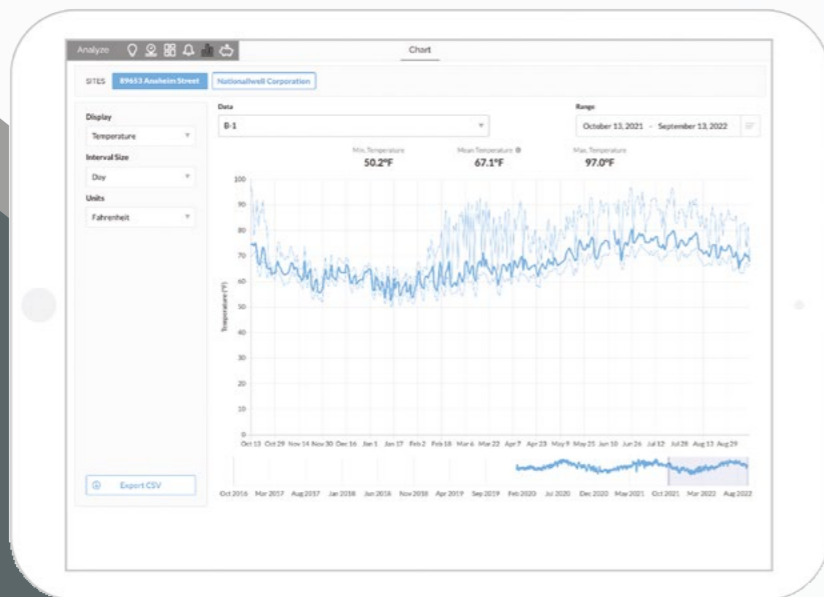 Analyze
Chart
SITES 89653 Anaheim Street Nationallwell Corporation
Display
Temperature
Interval Size
Day
Units
Fahrenheit
Export CSV
Data
B-1
Range
October 13, 2021 - September 13, 2022
Min. Temperature Mean Temperature Max. Temperature
50.2°F 67.1°F 97.0°F
Temperature (°F)
100
90
80
70
60
50
40
30
20
10
0
Oct 13 Oct 29 Nov 14 Nov 30 Dec 16 Jan 1 Jan 17 Feb 2 Feb 18 Mar 6 Mar 22 Apr 7 Apr 23 May 9 May 25 Jun 10 Jun 26 Jul 12 Jul 28 Aug 13 Aug 29
Oct 2016 Mar 2017 Aug 2017 Jan 2018 Jun 2018 Nov 2018 Apr 2019 Sep 2019 Feb 2020 Jul 2020 Dec 2020 May 2021 Oct 2021 Mar 2022 Aug 2022